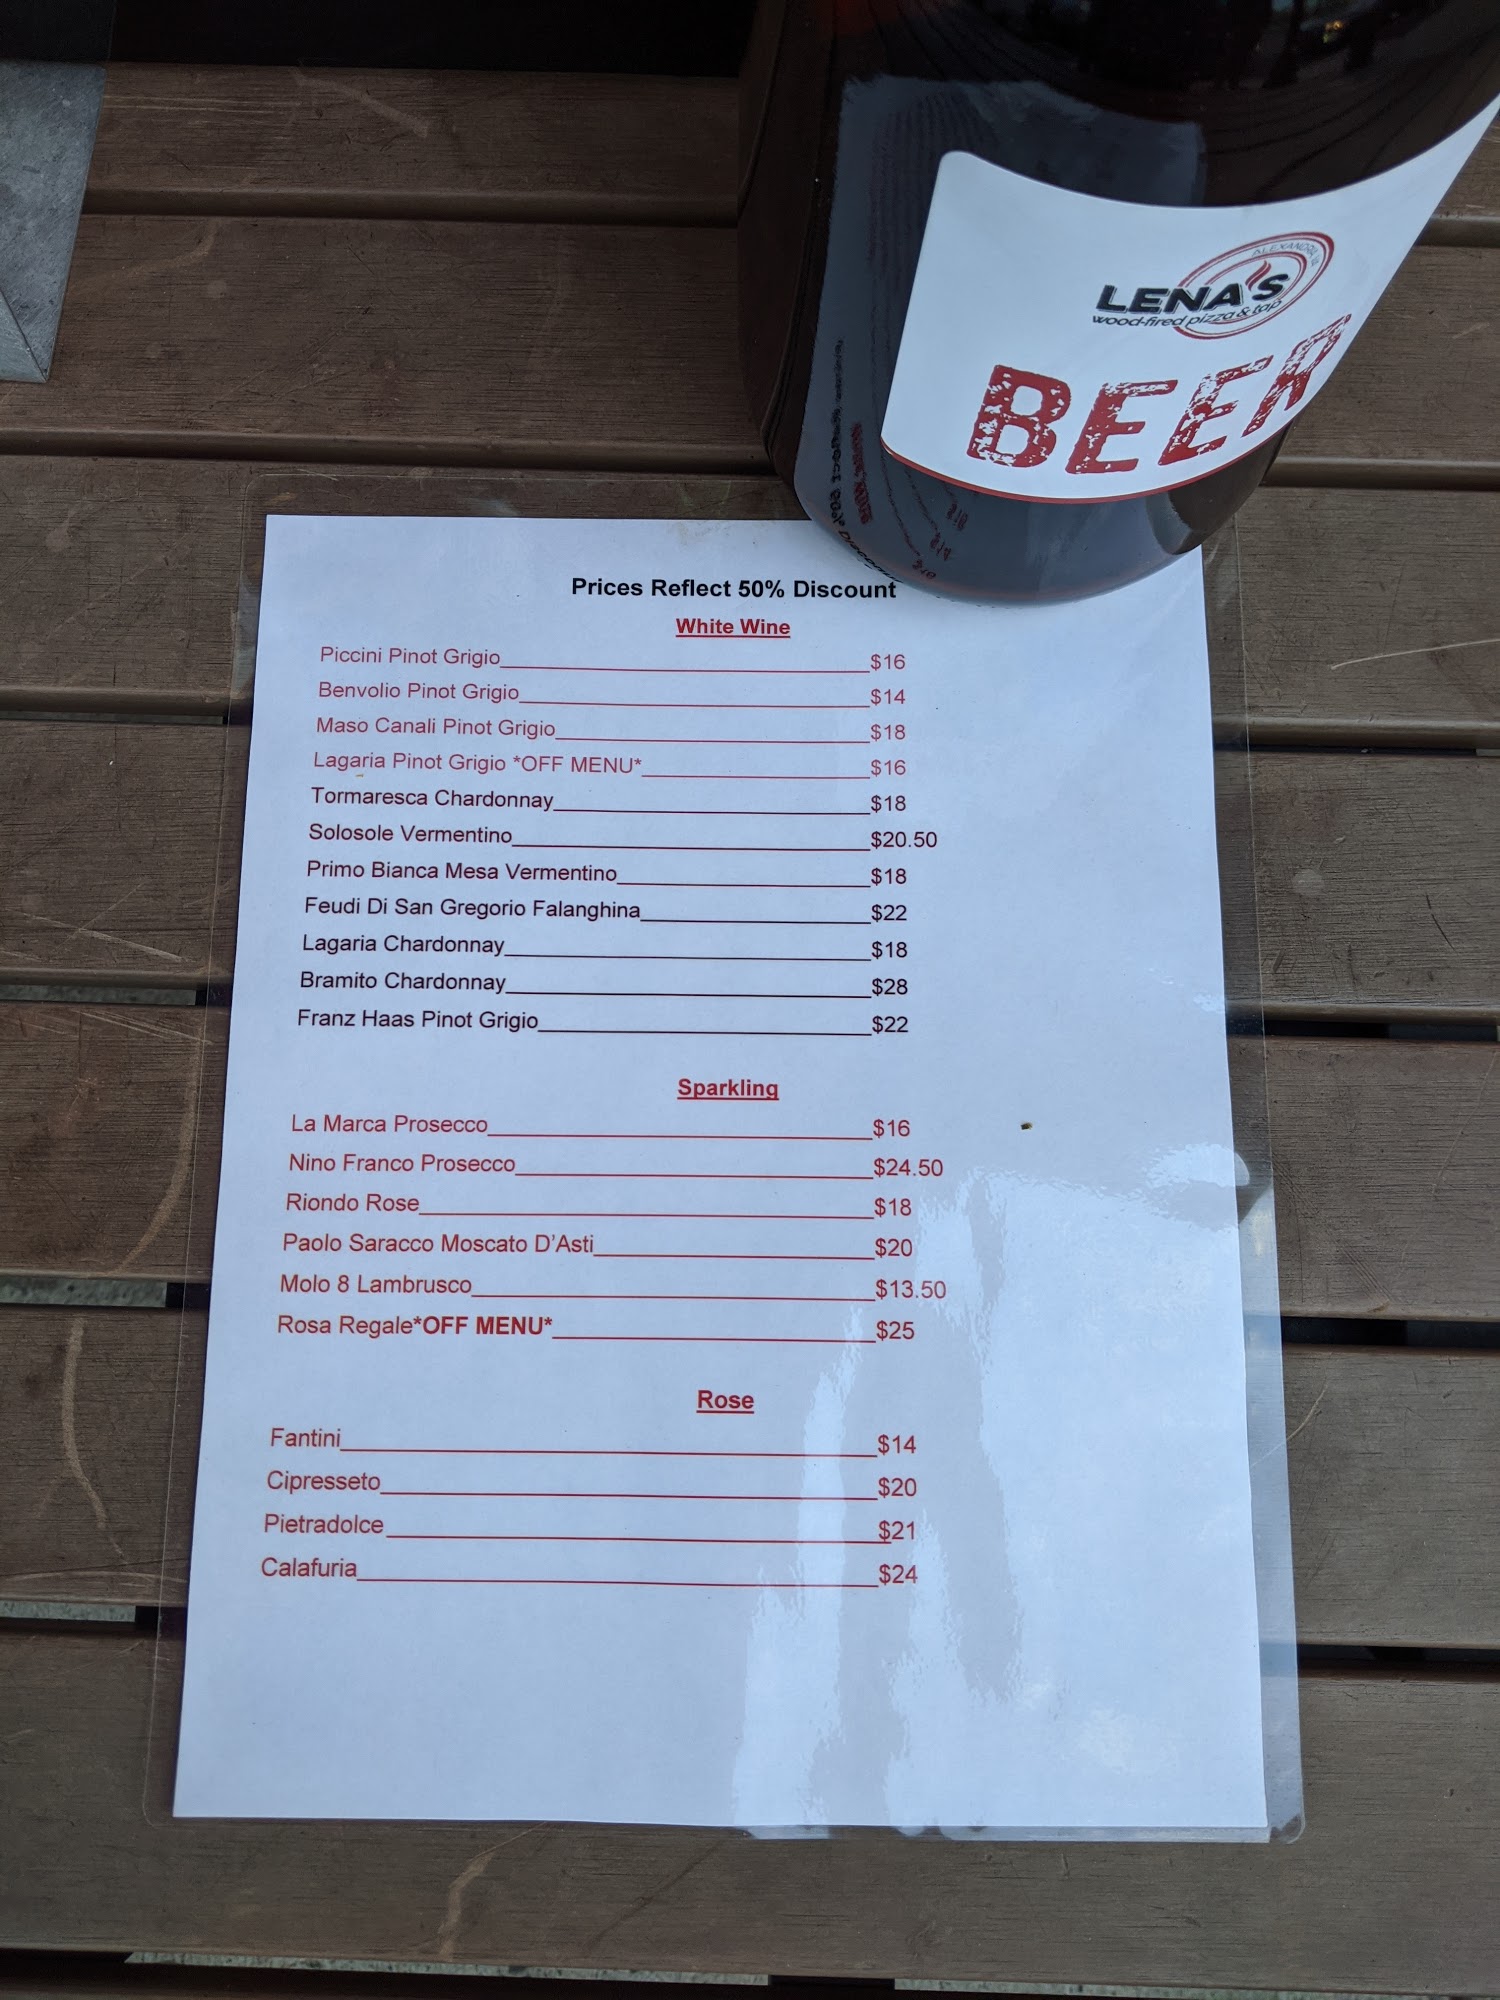 ALEXANDRIA, VA
LENA'S
wood-fired pizza & tap
BEER
Prices Reflect 50% Discount
White Wine
Piccini Pinot Grigio $16
Benvolio Pinot Grigio $14
Maso Canali Pinot Grigio $18
Lagaria Pinot Grigio *OFF MENU* $16
Tormaresca Chardonnay $18
Solosole Vermentino $20.50
Primo Bianca Mesa Vermentino $18
Feudi Di San Gregorio Falanghina $22
Lagaria Chardonnay $18
Bramito Chardonnay $28
Franz Haas Pinot Grigio $22
Sparkling
La Marca Prosecco $16
Nino Franco Prosecco $24.50
Riondo Rose $18
Paolo Saracco Moscato D'Asti $20
Molo 8 Lambrusco $13.50
Rosa Regale*OFF MENU* $25
Rose
Fantini $14
Cipresseto $20
Pietradolce $21
Calafuria $24